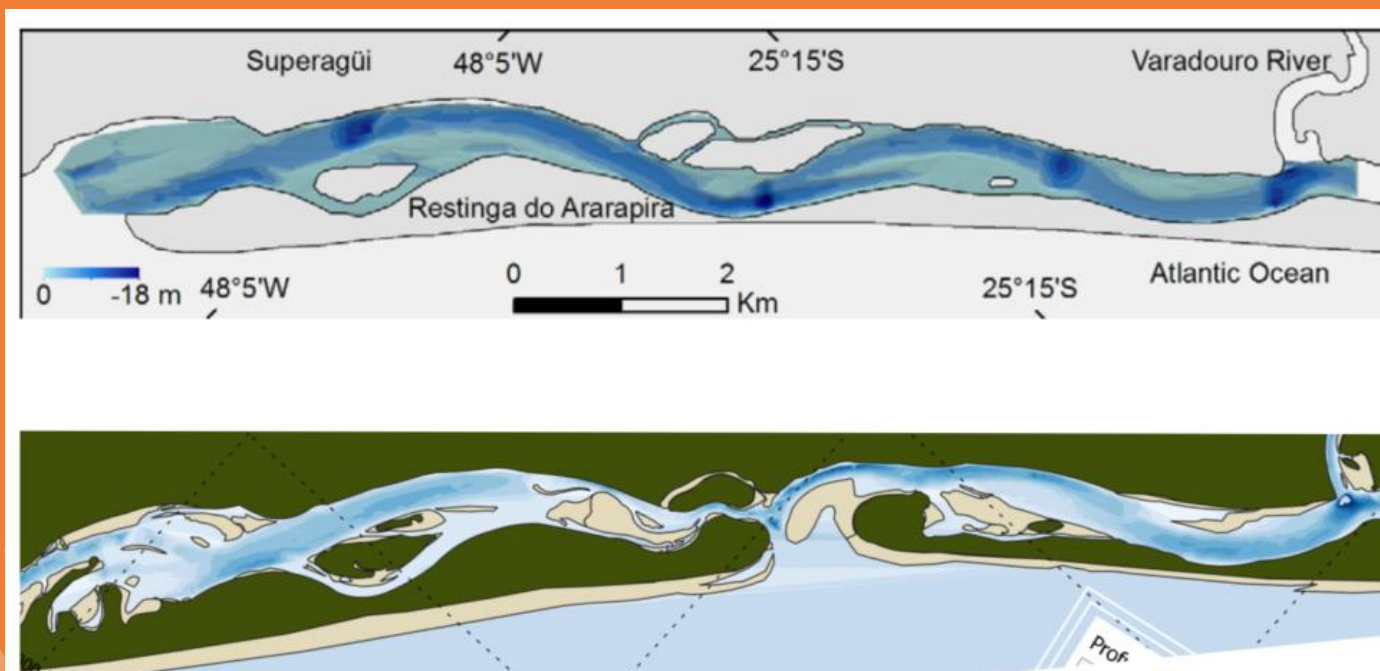 Superagüi 48°5'W 25°15'S Varadouro River
Restinga do Ararapira
0 -18 m 48°5'W 0 1 2 Km 25°15'S Atlantic Ocean